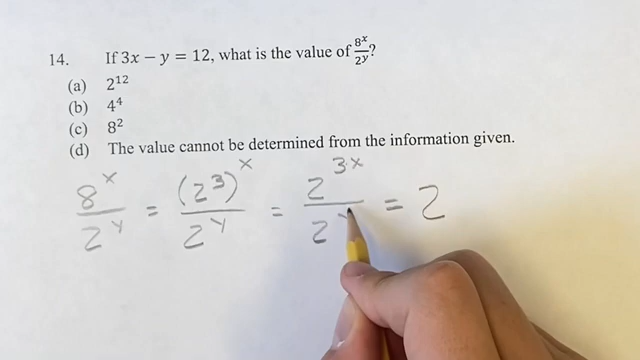 14. If 3x − y = 12, what is the value of 8ˣ/2ʸ?
(a) 2¹²
(b) 4⁴
(c) 8²
(d) The value cannot be determined from the information given.
8ˣ/2ʸ = (2³)ˣ/2ʸ = 2³ˣ/2ʸ = 2